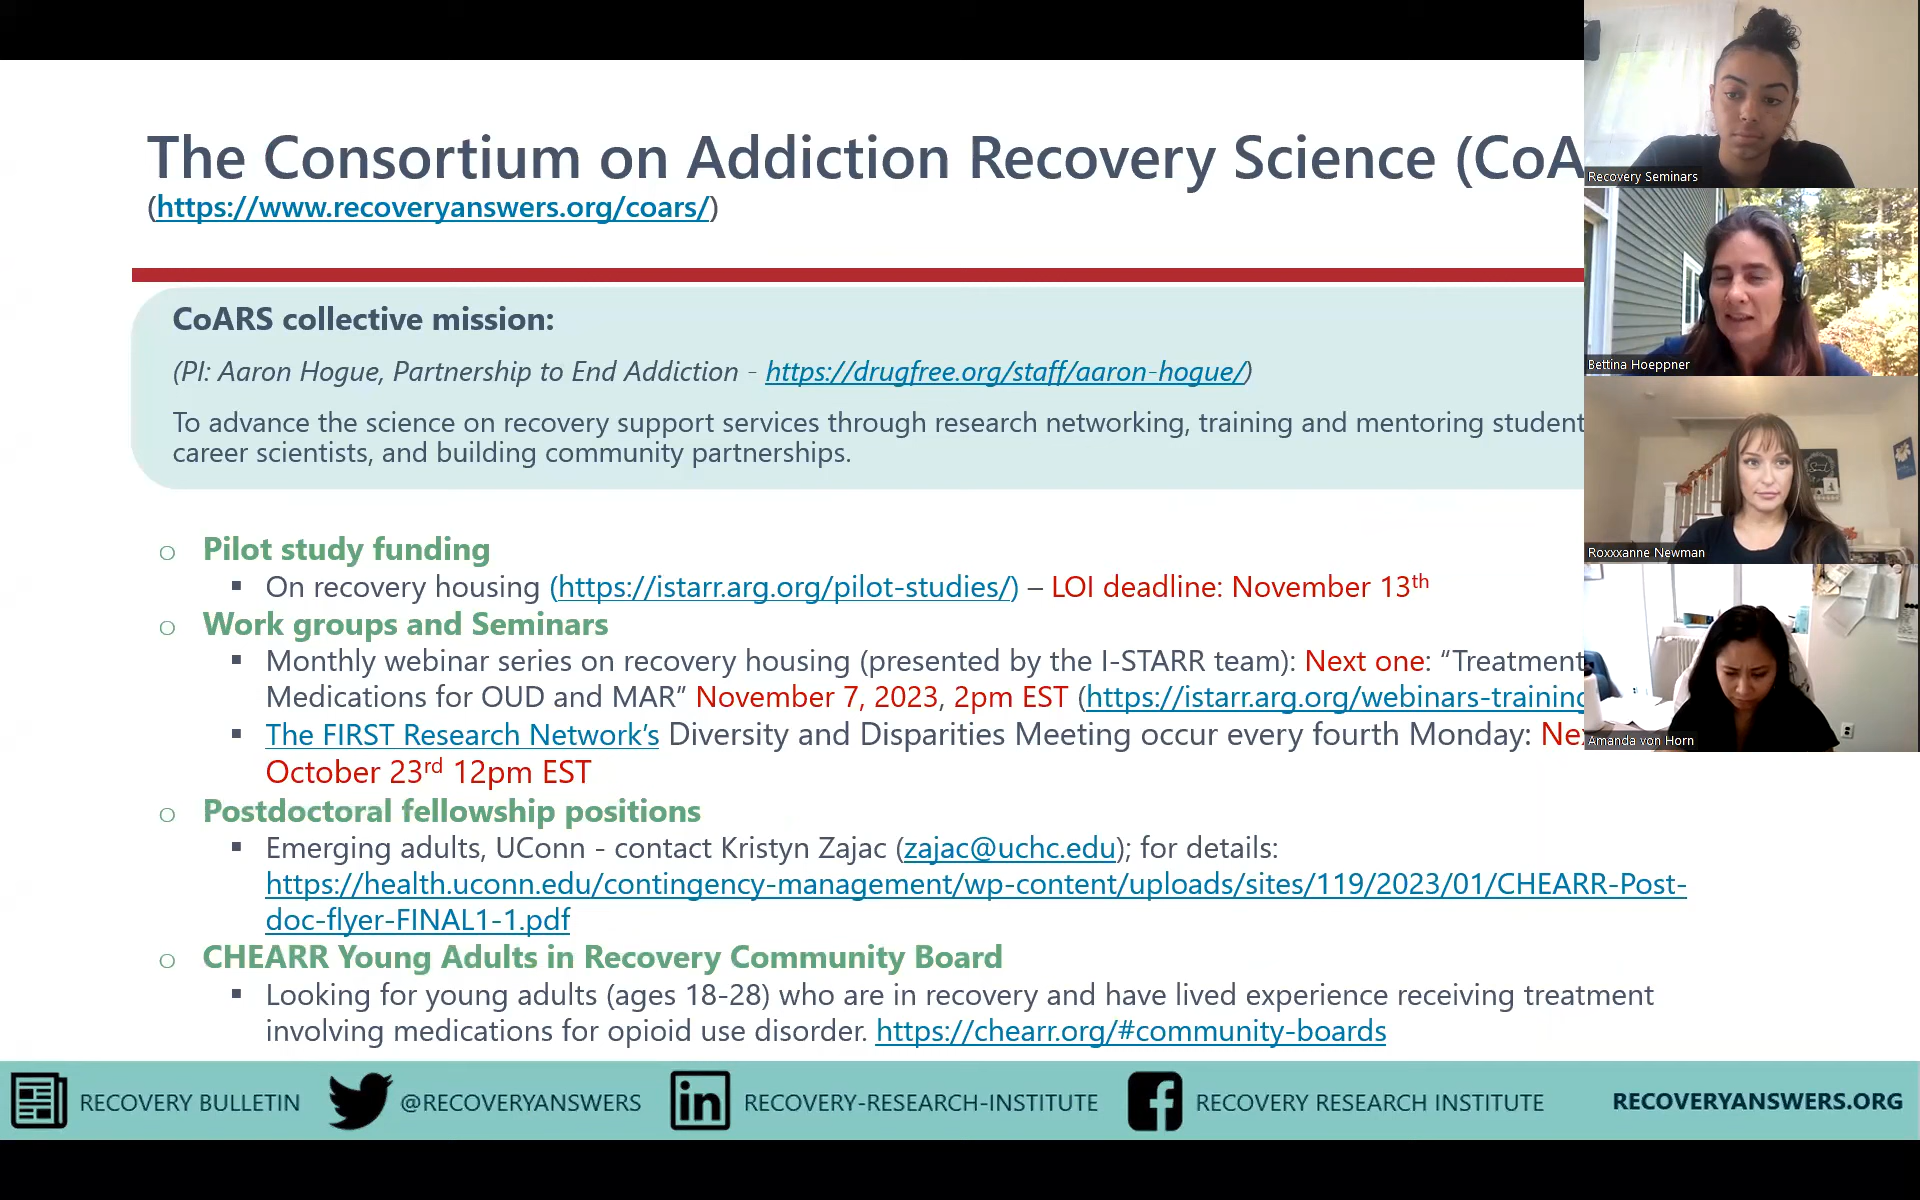 The Consortium on Addiction Recovery Science (CoA
(https://www.recoveryanswers.org/coars/)
CoARS collective mission:
(PI: Aaron Hogue, Partnership to End Addiction - https://drugfree.org/staff/aaron-hogue/)
To advance the science on recovery support services through research networking, training and mentoring student
career scientists, and building community partnerships.
o Pilot study funding
▪ On recovery housing (https://istarr.arg.org/pilot-studies/) – LOI deadline: November 13th
o Work groups and Seminars
▪ Monthly webinar series on recovery housing (presented by the I-STARR team): Next one: “Treatment
Medications for OUD and MAR” November 7, 2023, 2pm EST (https://istarr.arg.org/webinars-training
▪ The FIRST Research Network’s Diversity and Disparities Meeting occur every fourth Monday: Ne
October 23rd 12pm EST
o Postdoctoral fellowship positions
▪ Emerging adults, UConn - contact Kristyn Zajac (zajac@uchc.edu); for details:
https://health.uconn.edu/contingency-management/wp-content/uploads/sites/119/2023/01/CHEARR-Post-
doc-flyer-FINAL1-1.pdf
o CHEARR Young Adults in Recovery Community Board
▪ Looking for young adults (ages 18-28) who are in recovery and have lived experience receiving treatment
involving medications for opioid use disorder. https://chearr.org/#community-boards
RECOVERY BULLETIN @RECOVERYANSWERS RECOVERY-RESEARCH-INSTITUTE RECOVERY RESEARCH INSTITUTE RECOVERYANSWERS.ORG
Recovery Seminars
Bettina Hoeppner
Roxxxanne Newman
Amanda von Horn